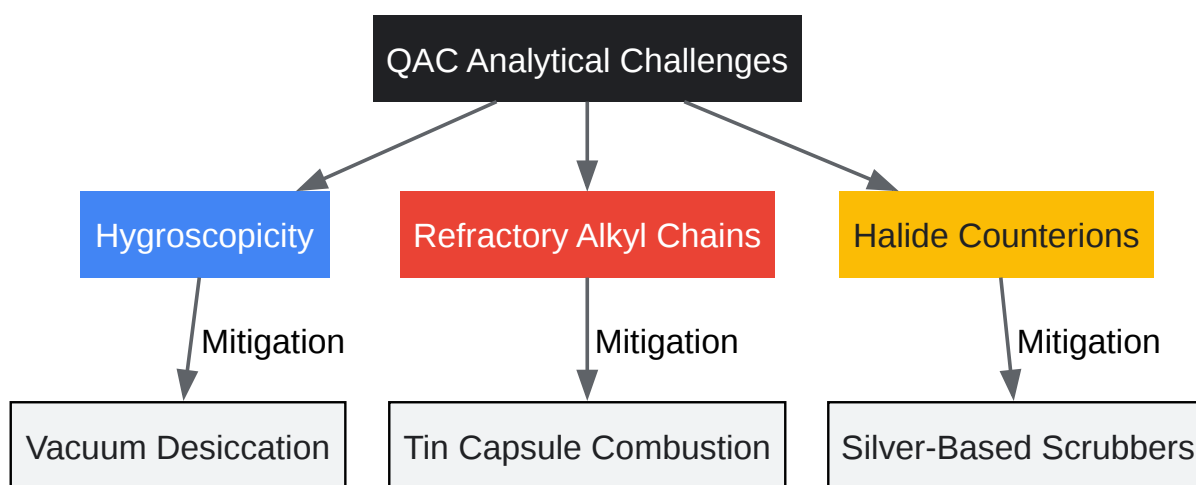 QAC Analytical Challenges
Hygroscopicity
Refractory Alkyl Chains
Halide Counterions
Mitigation
Mitigation
Mitigation
Vacuum Desiccation
Tin Capsule Combustion
Silver-Based Scrubbers